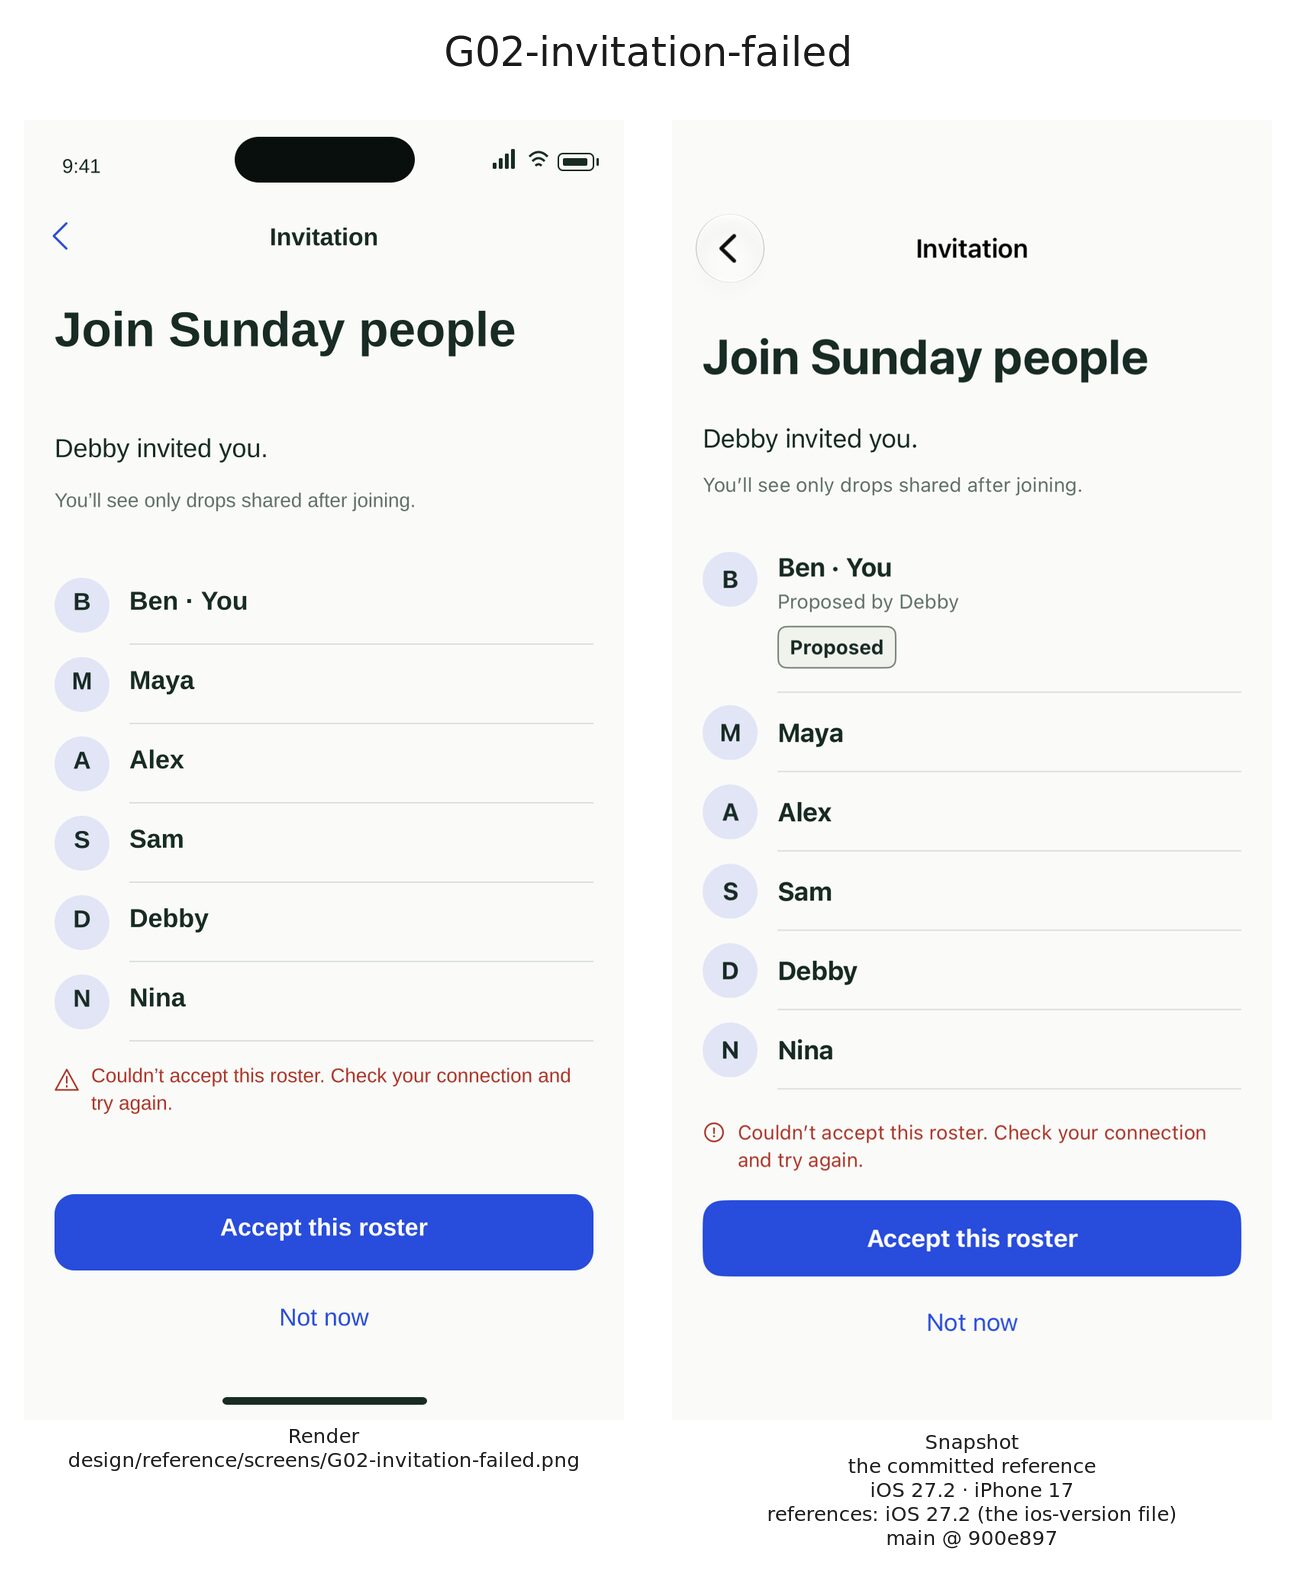 G02-invitation-failed
9:41
Invitation
Join Sunday people
Debby invited you.
You’ll see only drops shared after joining.
B
Ben · You
M
Maya
A
Alex
S
Sam
D
Debby
N
Nina
Couldn’t accept this roster. Check your connection and
try again.
Accept this roster
Not now
Render
design/reference/screens/G02-invitation-failed.png
Invitation
Join Sunday people
Debby invited you.
You’ll see only drops shared after joining.
B
Ben · You
Proposed by Debby
Proposed
M
Maya
A
Alex
S
Sam
D
Debby
N
Nina
Couldn’t accept this roster. Check your connection
and try again.
Accept this roster
Not now
Snapshot
the committed reference
iOS 27.2 · iPhone 17
references: iOS 27.2 (the ios-version file)
main @ 900e897